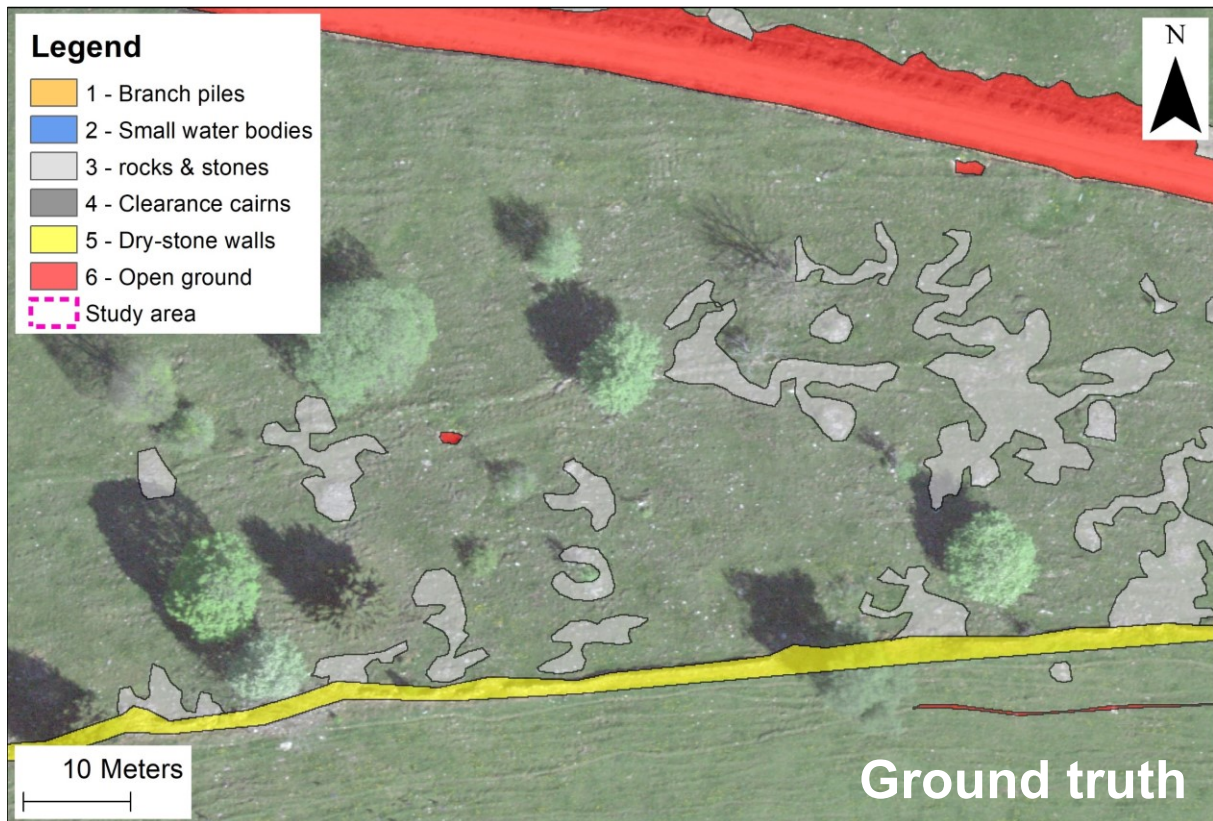 Legend
1 - Branch piles
2 - Small water bodies
3 - rocks & stones
4 - Clearance cairns
5 - Dry-stone walls
6 - Open ground
Study area
N
10 Meters
Ground truth